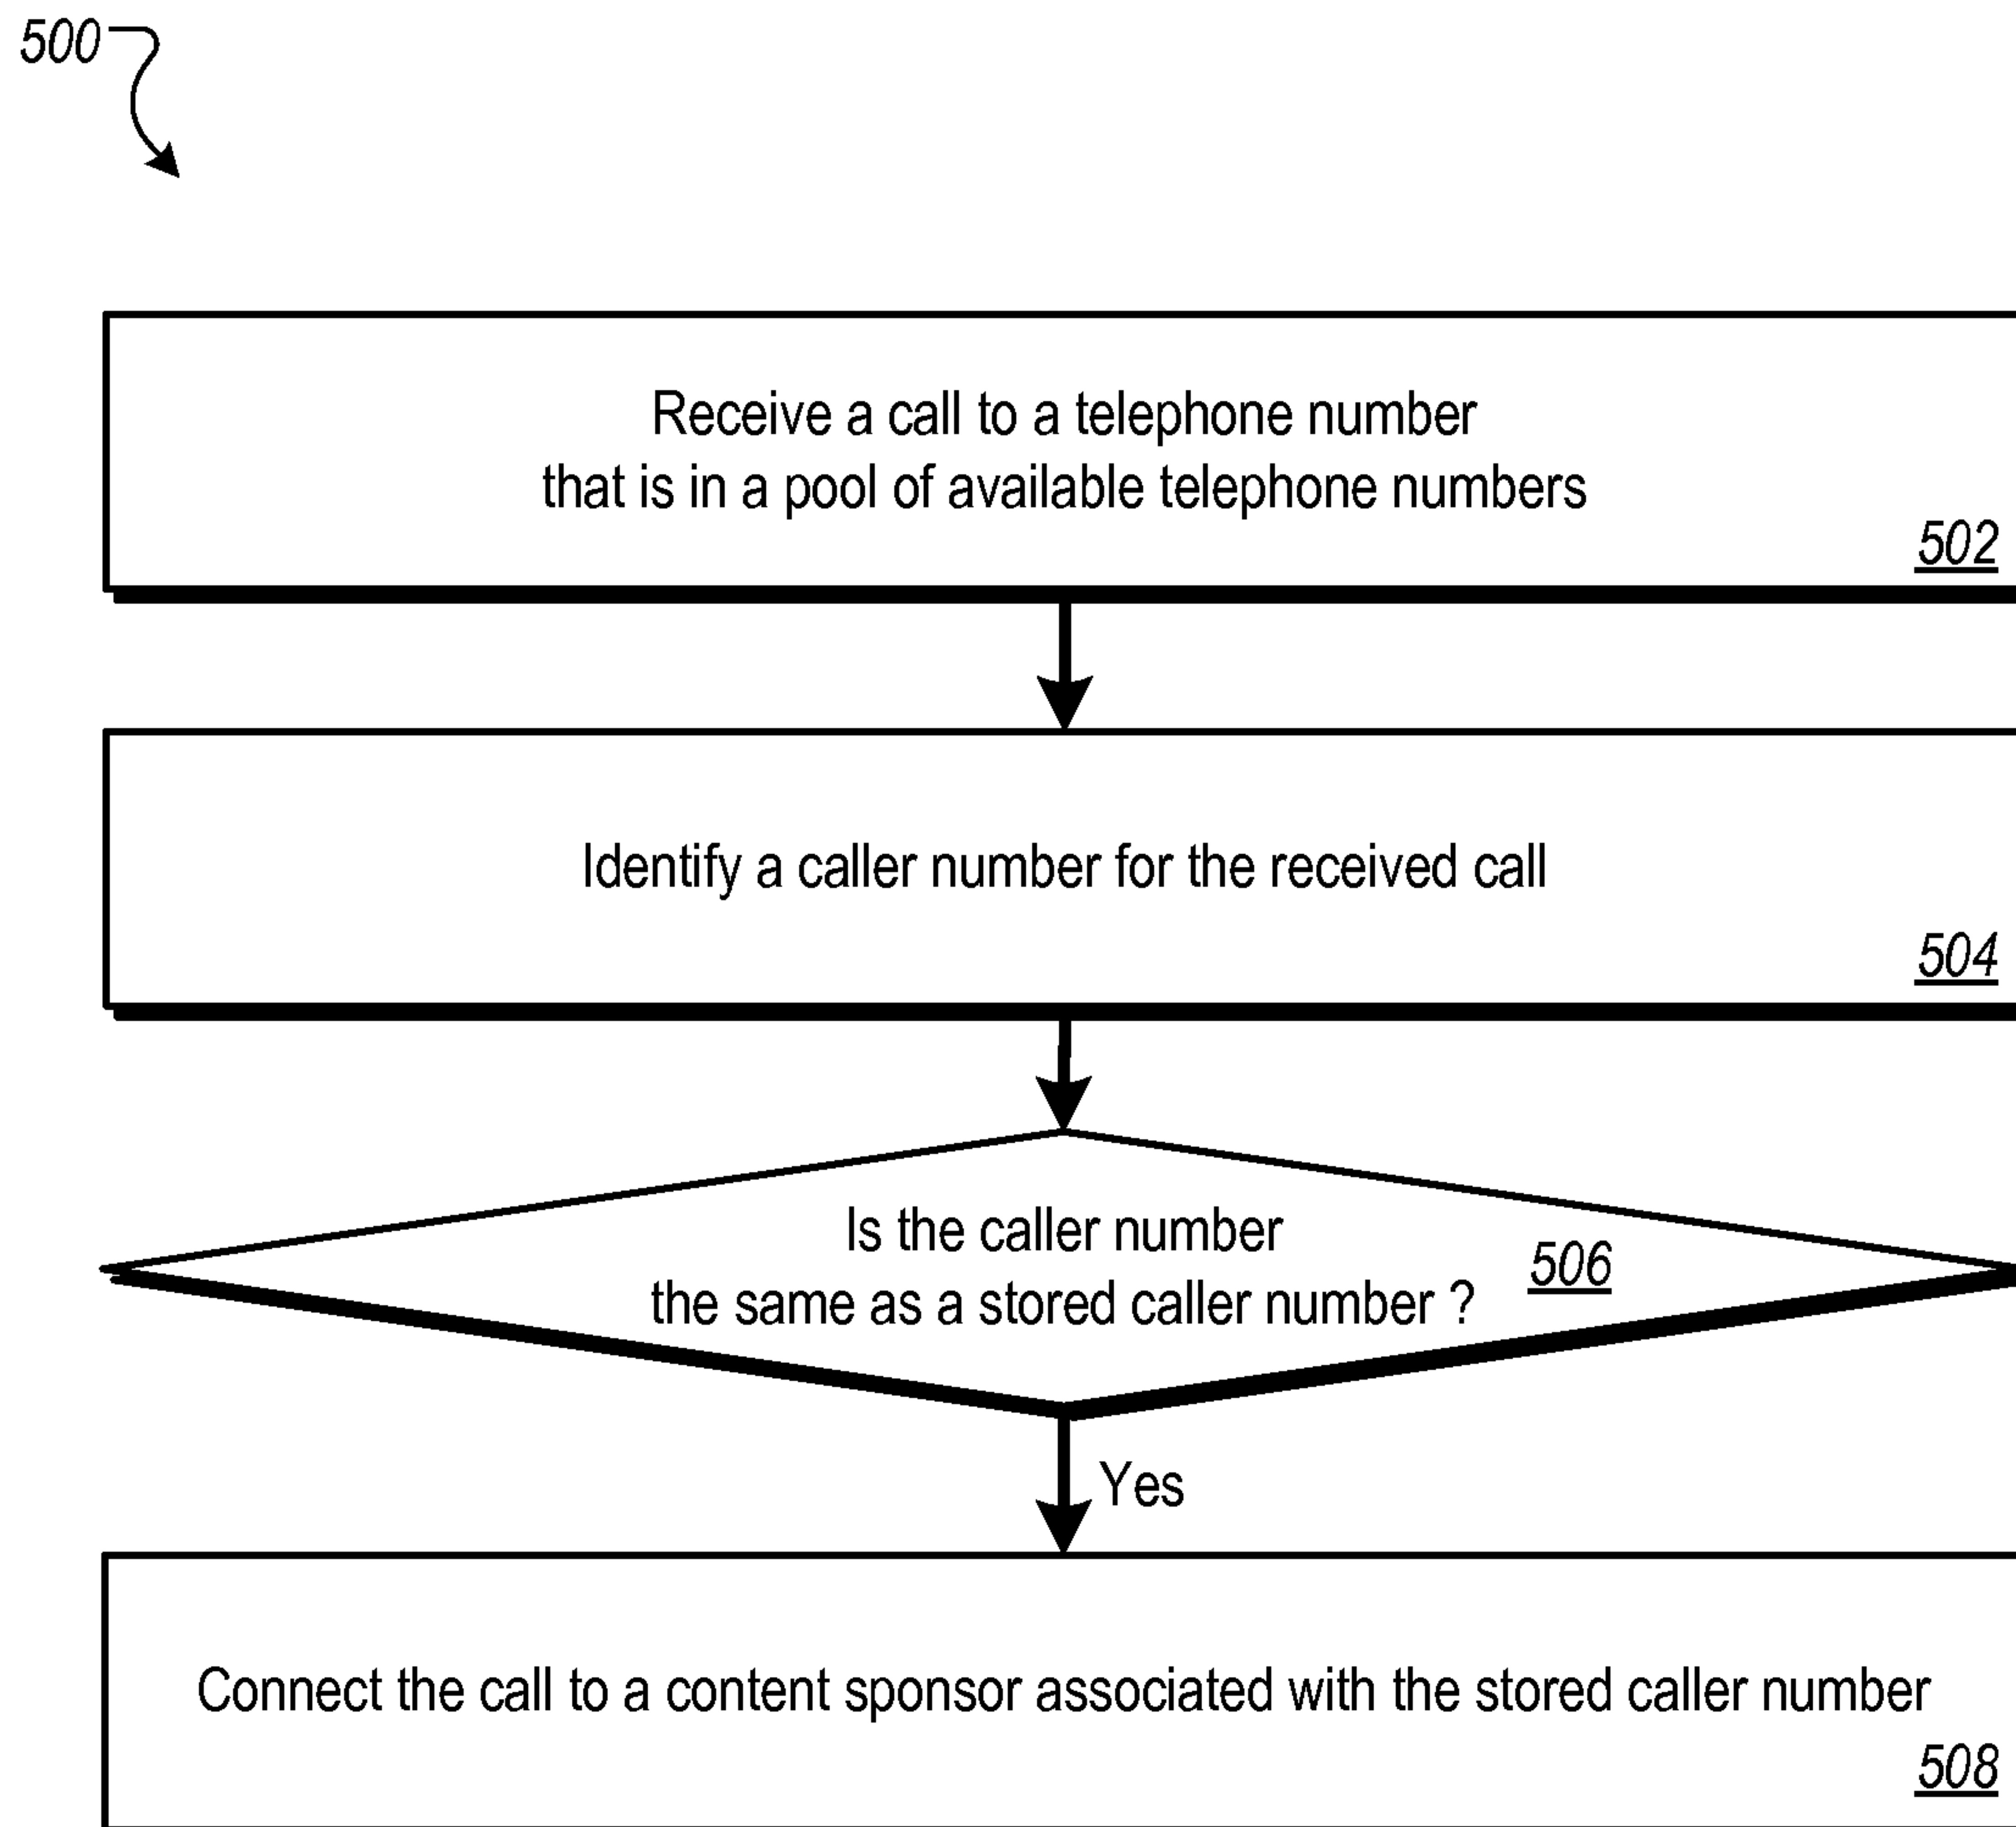 500
Receive a call to a telephone number
that is in a pool of available telephone numbers
502
Identify a caller number for the received call
504
Is the caller number
the same as a stored caller number ?
506
Yes
Connect the call to a content sponsor associated with the stored caller number
508